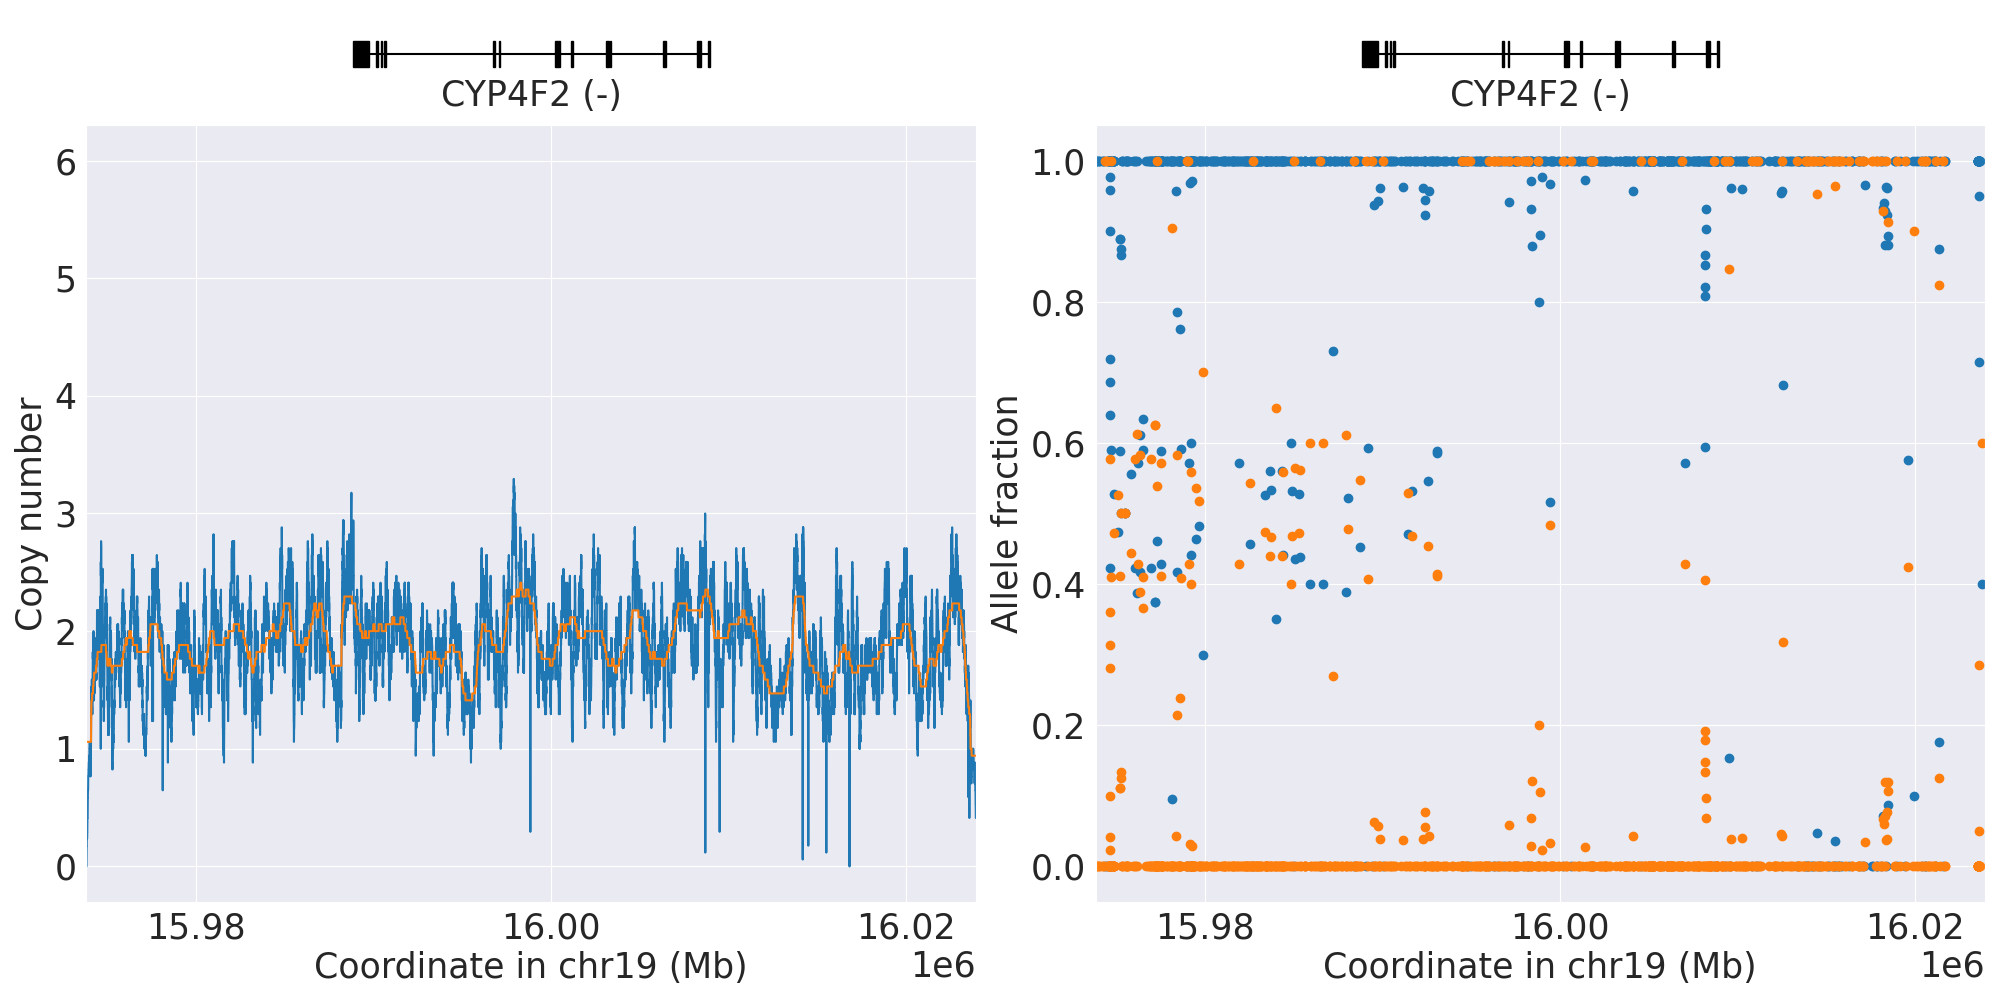 CYP4F2 (-)
6
5
4
3
2
1
0
Copy number
15.98
16.00
16.02
Coordinate in chr19 (Mb)
1e6
CYP4F2 (-)
1.0
0.8
0.6
0.4
0.2
0.0
Allele fraction
15.98
16.00
16.02
Coordinate in chr19 (Mb)
1e6